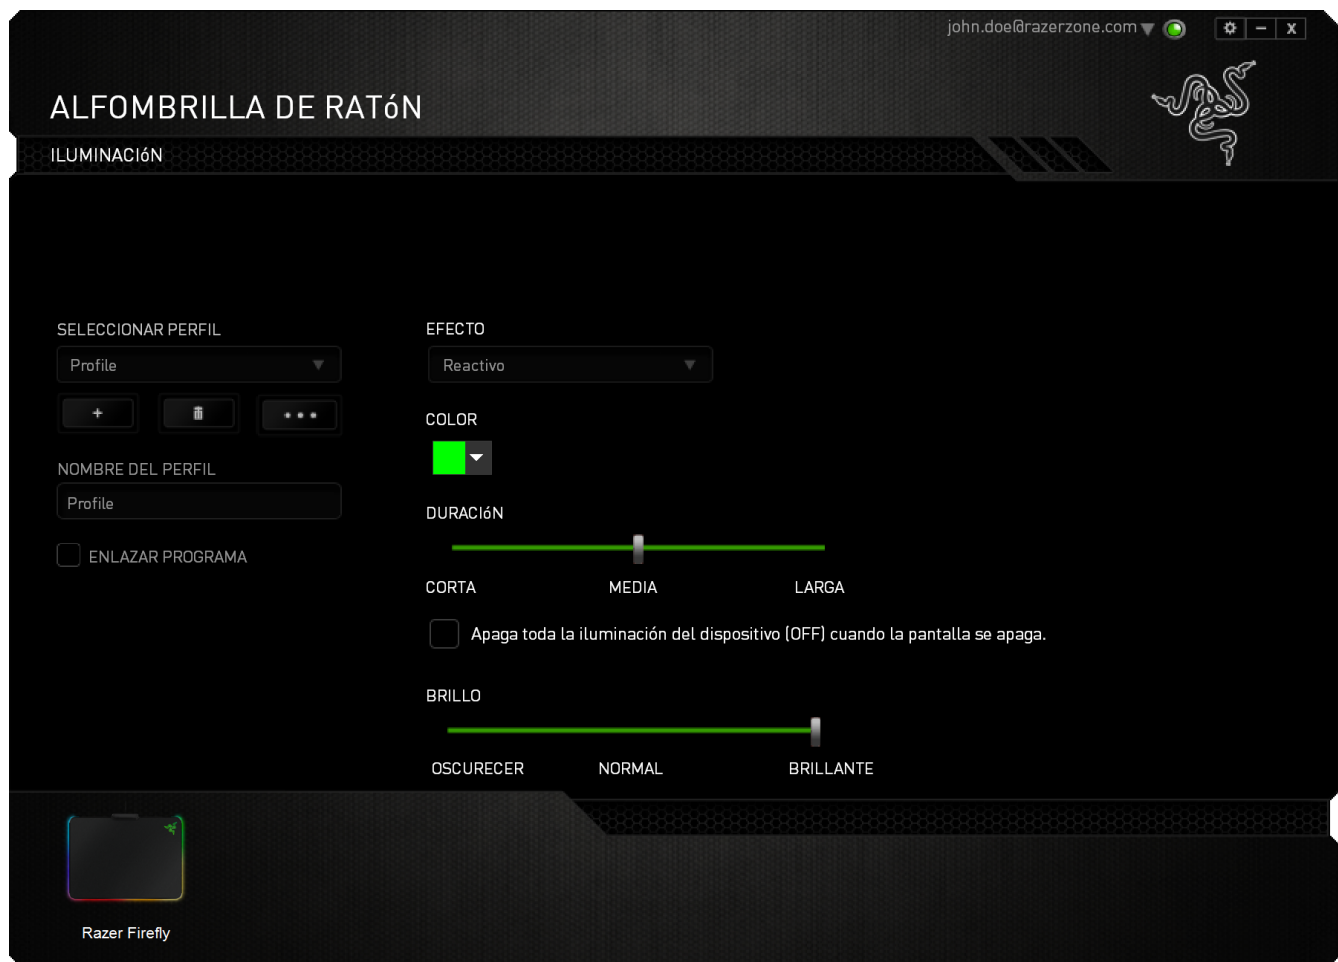 john.doe@razerzone.com
ALFOMBRILLA DE RATóN
ILUMINACIóN
SELECCIONAR PERFIL
Profile
NOMBRE DEL PERFIL
Profile
ENLAZAR PROGRAMA
EFECTO
Reactivo
COLOR
DURACIóN
CORTA MEDIA LARGA
Apaga toda la iluminación del dispositivo (OFF) cuando la pantalla se apaga.
BRILLO
OSCURECER NORMAL BRILLANTE
Razer Firefly